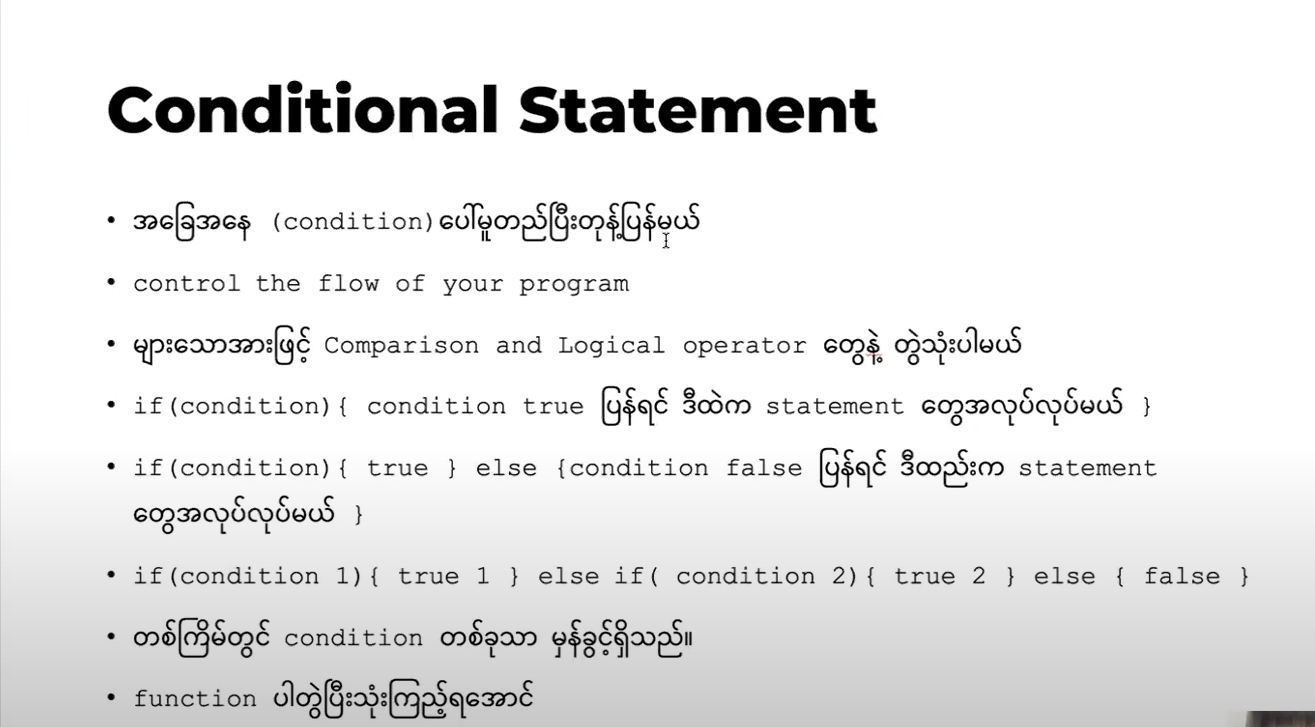 Conditional Statement
• အခြေအနေ (condition)ပေါ်မူတည်ပြီးတုန့်ပြန်မှယ်
• control the flow of your program
• များသောအားဖြင့် Comparison and Logical operator တွေနဲ့ တွဲသုံးပါမယ်
• if(condition){ condition true ပြန်ရင် ဒီထဲက statement တွေအလုပ်လုပ်မယ် }
• if(condition){ true } else {condition false ပြန်ရင် ဒီထည်းက statement
တွေအလုပ်လုပ်မယ် }
• if(condition 1){ true 1 } else if( condition 2){ true 2 } else { false }
• တစ်ကြိမ်တွင် condition တစ်ခုသာ မှန်ခွင့်ရှိသည်။
• function ပါတွဲပြီးသုံးကြည့်ရအောင်